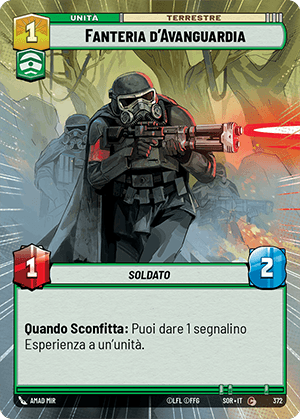 UNITÀ
TERRESTRE
1
FANTERIA D'AVANGUARDIA
1
SOLDATO
2
Quando Sconfitta: Puoi dare 1 segnalino
Esperienza a un'unità.
AMAD MIR
©LFL ©FFG
SOR • IT
C
372